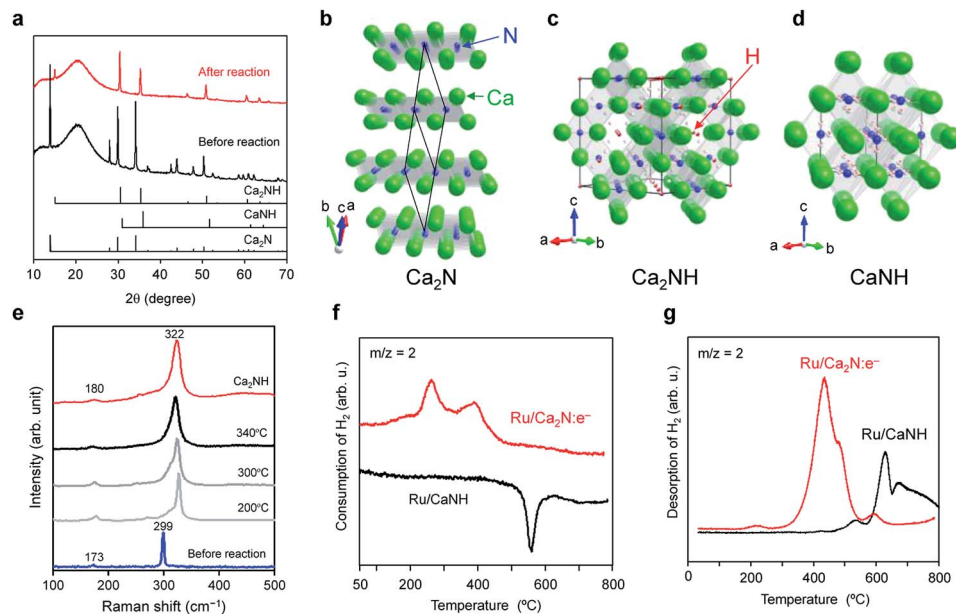 a
After reaction
Before reaction
Ca₂NH
CaNH
Ca₂N
10 20 30 40 50 60 70
2θ (degree)
b
N
Ca
b c a
Ca₂N
c
H
c
a b
Ca₂NH
d
c
a b
CaNH
e
322
Ca₂NH
180
340°C
300°C
200°C
299
173
Before reaction
Intensity (arb. unit)
100 200 300 400 500
Raman shift (cm⁻¹)
f
m/z = 2
Ru/Ca₂N:e⁻
Ru/CaNH
Consumption of H₂ (arb. u.)
50 200 400 600 800
Temperature (ºC)
g
m/z = 2
Ru/Ca₂N:e⁻
Ru/CaNH
Desorption of H₂ (arb. u.)
0 200 400 600 800
Temperature (ºC)